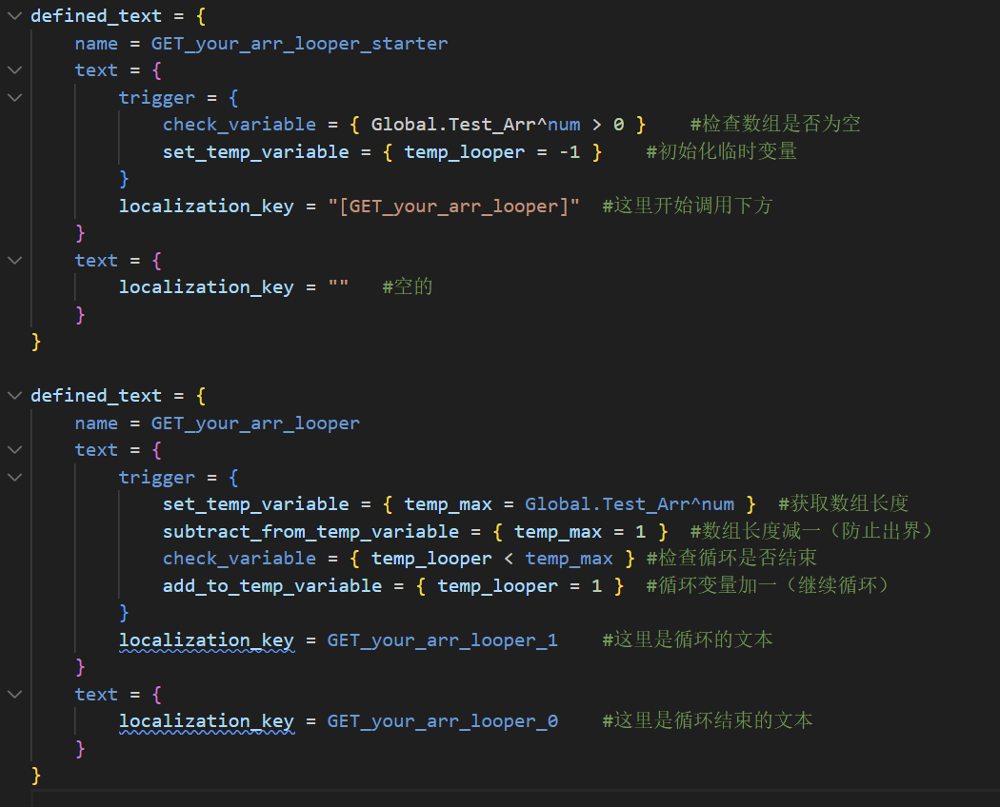 defined_text = {
name = GET_your_arr_looper_starter
text = {
trigger = {
check_variable = { Global.Test_Arr^num > 0 } #检查数组是否为空
set_temp_variable = { temp_looper = -1 } #初始化临时变量
}
localization_key = "[GET_your_arr_looper]" #这里开始调用下方
}
text = {
localization_key = "" #空的
}
}
defined_text = {
name = GET_your_arr_looper
text = {
trigger = {
set_temp_variable = { temp_max = Global.Test_Arr^num } #获取数组长度
subtract_from_temp_variable = { temp_max = 1 } #数组长度减一（防止出界）
check_variable = { temp_looper < temp_max } #检查循环是否结束
add_to_temp_variable = { temp_looper = 1 } #循环变量加一（继续循环）
}
localization_key = GET_your_arr_looper_1 #这里是循环的文本
}
text = {
localization_key = GET_your_arr_looper_0 #这里是循环结束的文本
}
}